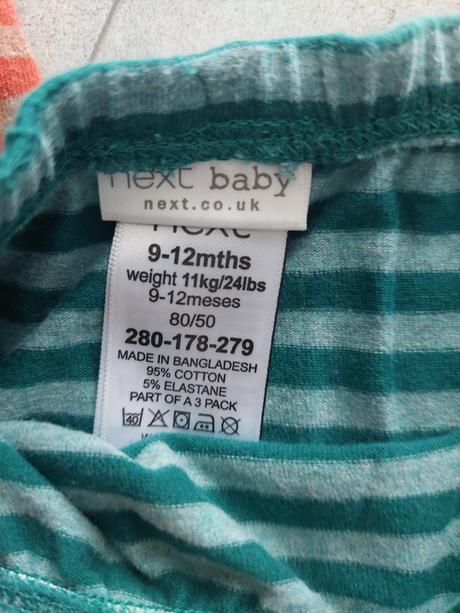 next baby
next.co.uk
next
9-12mths
weight 11kg/24lbs
9-12meses
80/50
280-178-279
MADE IN BANGLADESH
95% COTTON
5% ELASTANE
PART OF A 3 PACK
40